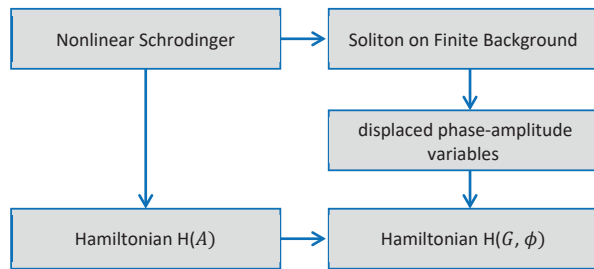 Nonlinear Schrodinger
Soliton on Finite Background
displaced phase-amplitude
variables
Hamiltonian H(A)
Hamiltonian H(G, ϕ)